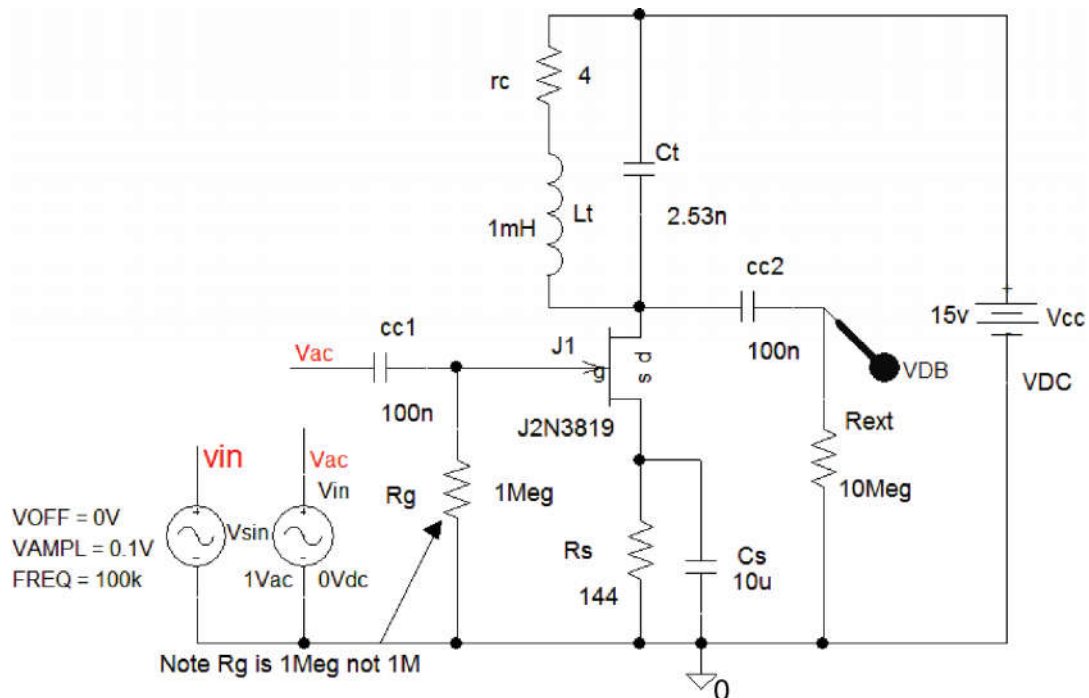 rc
4
Ct
Lt
2.53n
1mH
cc2
15v
Vcc
100n
VDB
VDC
cc1
Vac
100n
J1
g
s d
J2N3819
Rext
10Meg
Rg
1Meg
vin
Vac
Vin
VOFF = 0V
VAMPL = 0.1V
FREQ = 100k
Vsin
1Vac
0Vdc
Rs
144
Cs
10u
Note Rg is 1Meg not 1M
0